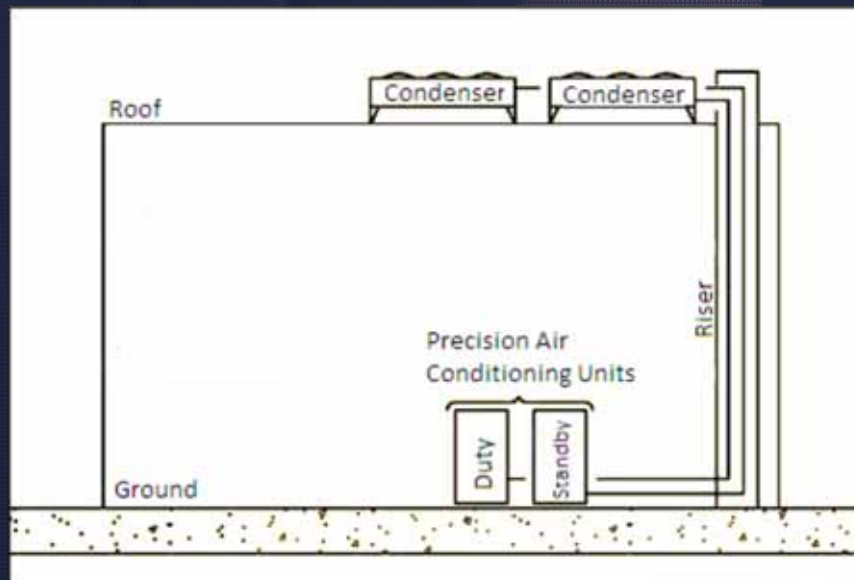 Condenser
Condenser
Roof
Riser
Precision Air
Conditioning Units
Duty
Standby
Ground